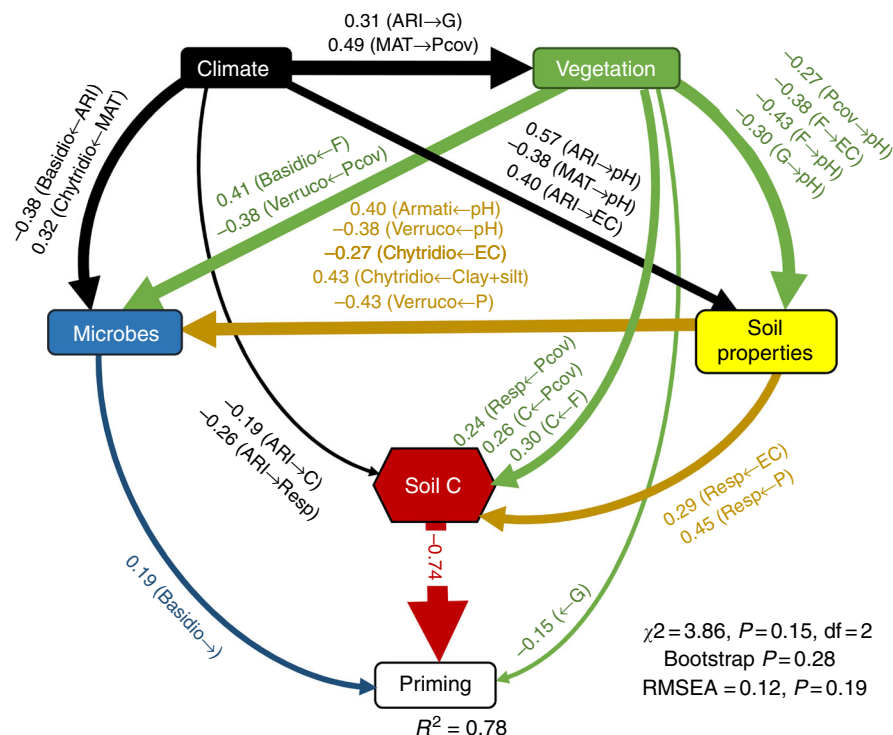 0.31 (ARI→G)
0.49 (MAT→Pcov)
Climate
Vegetation
−0.38 (Basidio←ARI)
0.32 (Chytridio←MAT)
0.41 (Basidio←F)
−0.38 (Verruco←Pcov)
0.57 (ARI→pH)
−0.38 (MAT→pH)
0.40 (ARI→EC)
−0.27 (Pcov→pH)
−0.38 (F→EC)
−0.43 (F→pH)
−0.30 (G→pH)
0.40 (Armati←pH)
−0.38 (Verruco←pH)
−0.27 (Chytridio←EC)
0.43 (Chytridio←Clay+silt)
−0.43 (Verruco←P)
Microbes
Soil
properties
−0.19 (ARI→C)
−0.26 (ARI→Resp)
0.24 (Resp←Pcov)
0.26 (C←Pcov)
0.30 (C←F)
Soil C
0.29 (Resp←EC)
0.45 (Resp←P)
−0.74
0.19 (Basidio→)
−0.15 (←G)
Priming
R² = 0.78
χ2 = 3.86, P = 0.15, df = 2
Bootstrap P = 0.28
RMSEA = 0.12, P = 0.19